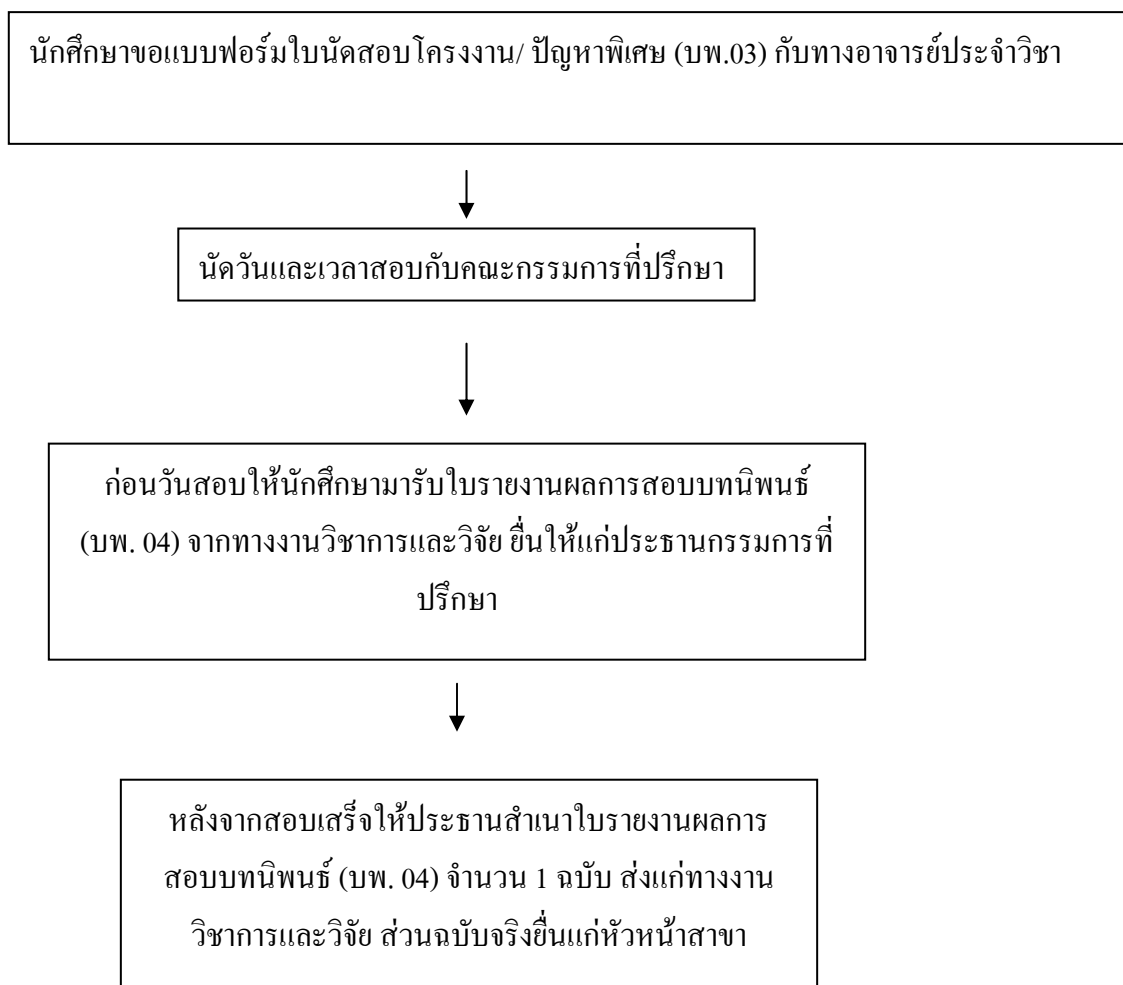 นักศึกษาขอแบบฟอร์มใบนัดสอบโครงงาน/ ปัญหาพิเศษ (บพ.03) กับทางอาจารย์ประจำวิชา
นัดวันและเวลาสอบกับคณะกรรมการที่ปรึกษา
ก่อนวันสอบให้นักศึกษามารับใบรายงานผลการสอบบทนิพนธ์
(บพ. 04) จากทางงานวิชาการและวิจัย ยื่นให้แก่ประธานกรรมการที่
ปรึกษา
หลังจากสอบเสร็จให้ประธานสำเนาใบรายงานผลการ
สอบบทนิพนธ์ (บพ. 04) จำนวน 1 ฉบับ ส่งแก่ทางงาน
วิชาการและวิจัย ส่วนฉบับจริงยื่นแก่หัวหน้าสาขา